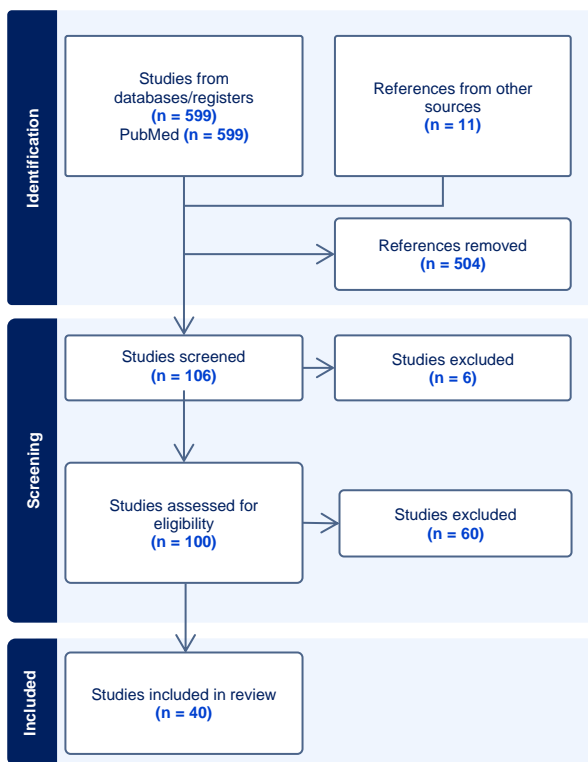 Identification
Studies from
databases/registers
(n = 599)
PubMed (n = 599)
References from other
sources
(n = 11)
References removed
(n = 504)
Screening
Studies screened
(n = 106)
Studies excluded
(n = 6)
Studies assessed for
eligibility
(n = 100)
Studies excluded
(n = 60)
Included
Studies included in review
(n = 40)